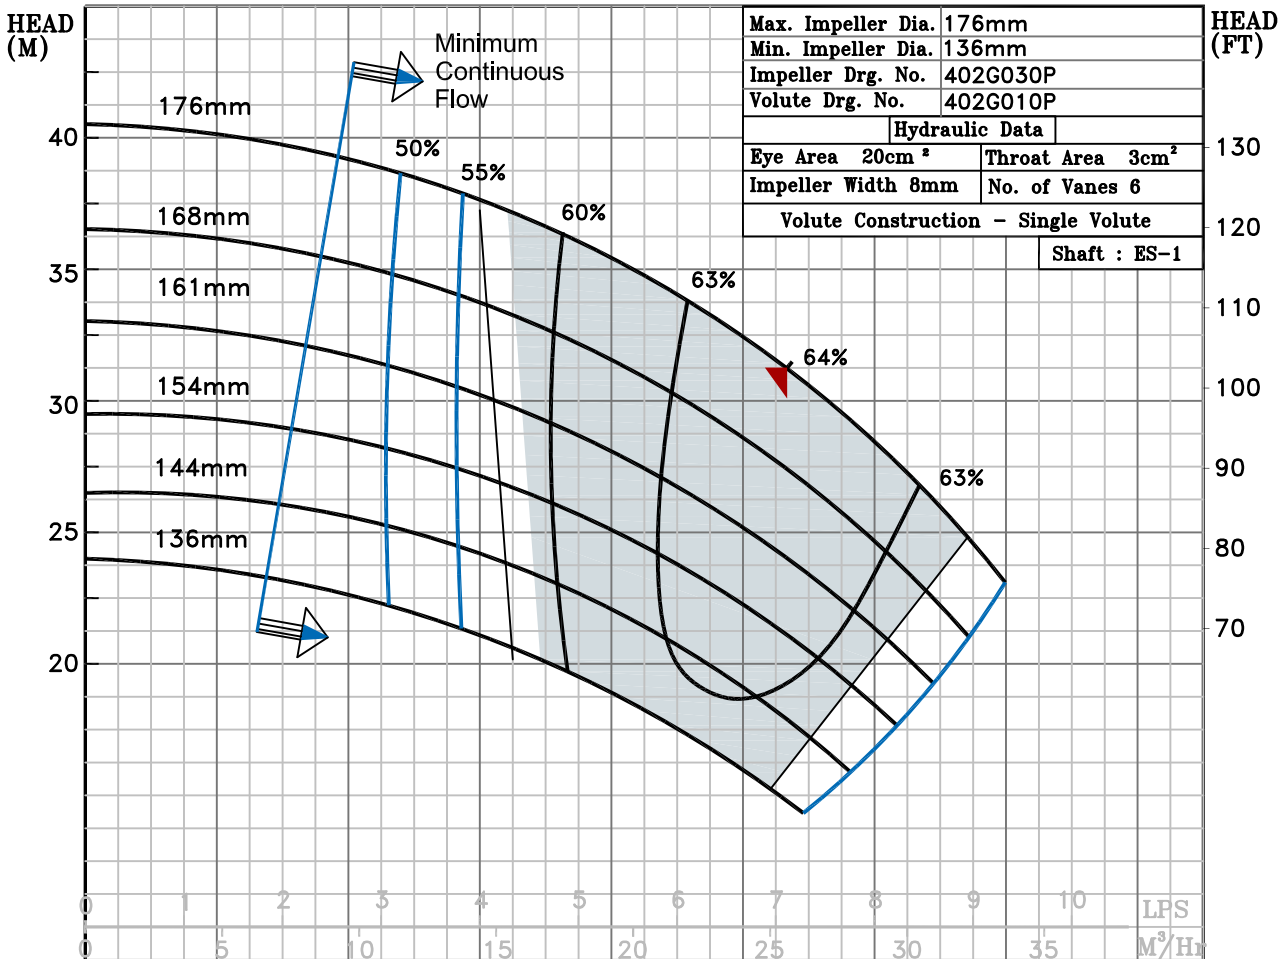 HEAD
(M)
HEAD
(FT)
Minimum
Continuous
Flow
Max. Impeller Dia. 176mm
Min. Impeller Dia. 136mm
Impeller Drg. No. 402G030P
Volute Drg. No. 402G010P
Hydraulic Data
Eye Area 20cm ² Throat Area 3cm²
Impeller Width 8mm No. of Vanes 6
Volute Construction – Single Volute
Shaft : ES–1
176mm
168mm
161mm
154mm
144mm
136mm
50%
55%
60%
63%
64%
63%
40
35
30
25
20
130
120
110
100
90
80
70
0 1 2 3 4 5 6 7 8 9 10 LPS
0 5 10 15 20 25 30 35 M³/Hr